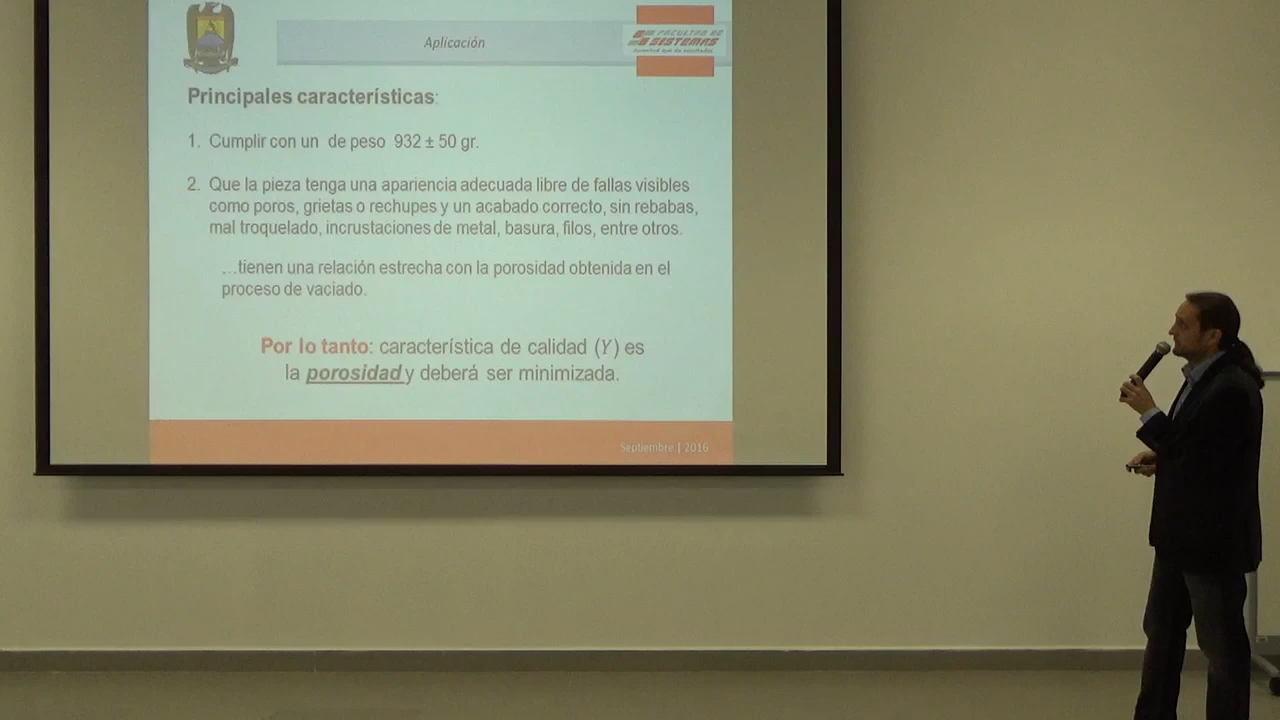 Aplicación
FACULTAD DE
SISTEMAS
Principales características:
1. Cumplir con un de peso 932 ± 50 gr.
2. Que la pieza tenga una apariencia adecuada libre de fallas visibles
como poros, grietas o rechupes y un acabado correcto, sin rebabas,
mal troquelado, incrustaciones de metal, basura, filos, entre otros.
…tienen una relación estrecha con la porosidad obtenida en el
proceso de vaciado.
Por lo tanto: característica de calidad (Y) es
la porosidad y deberá ser minimizada.
Septiembre | 2016